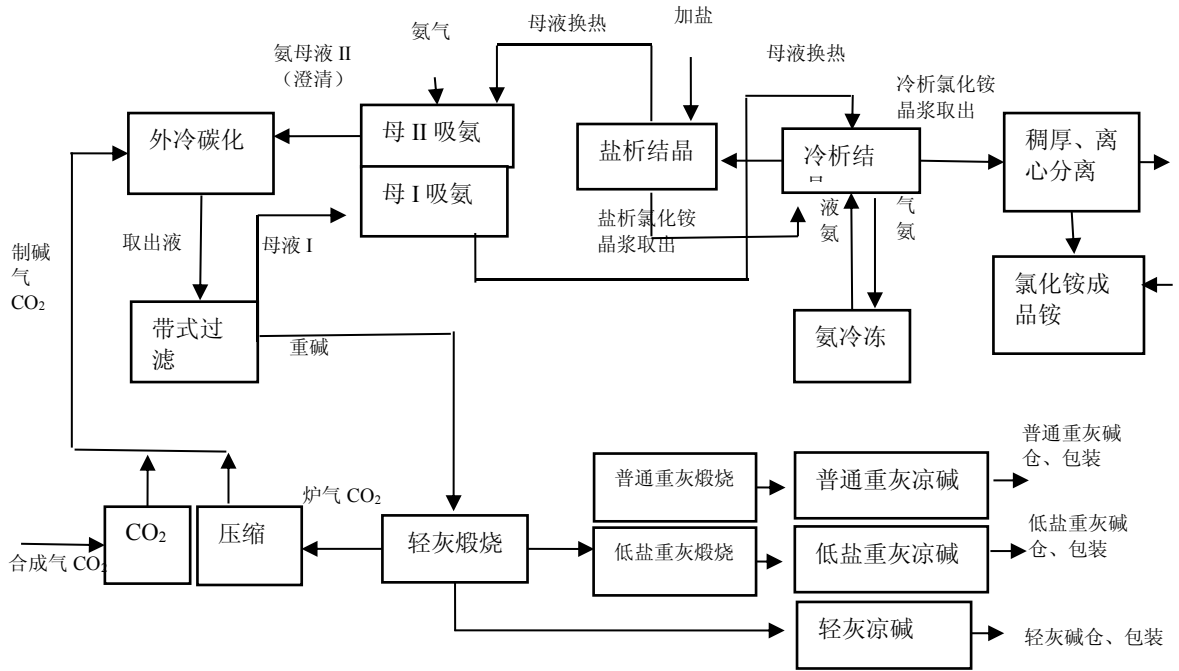 氨气
母液换热
加盐
母液换热
氨母液 II
（澄清）
冷析氯化铵
晶浆取出
外冷碳化
母 II 吸氨
母 I 吸氨
盐析结晶
冷析结
稠厚、离
心分离
取出液
母液 I
盐析氯化铵
晶浆取出
液
氨
气
氨
制碱
气
CO₂
带式过
滤
重碱
氨冷冻
氯化铵成
品铵
普通重灰碱
仓、包装
炉气 CO₂
普通重灰煅烧
普通重灰凉碱
合成气 CO₂
CO₂
压缩
轻灰煅烧
低盐重灰煅烧
低盐重灰凉碱
低盐重灰碱
仓、包装
轻灰凉碱
轻灰碱仓、包装